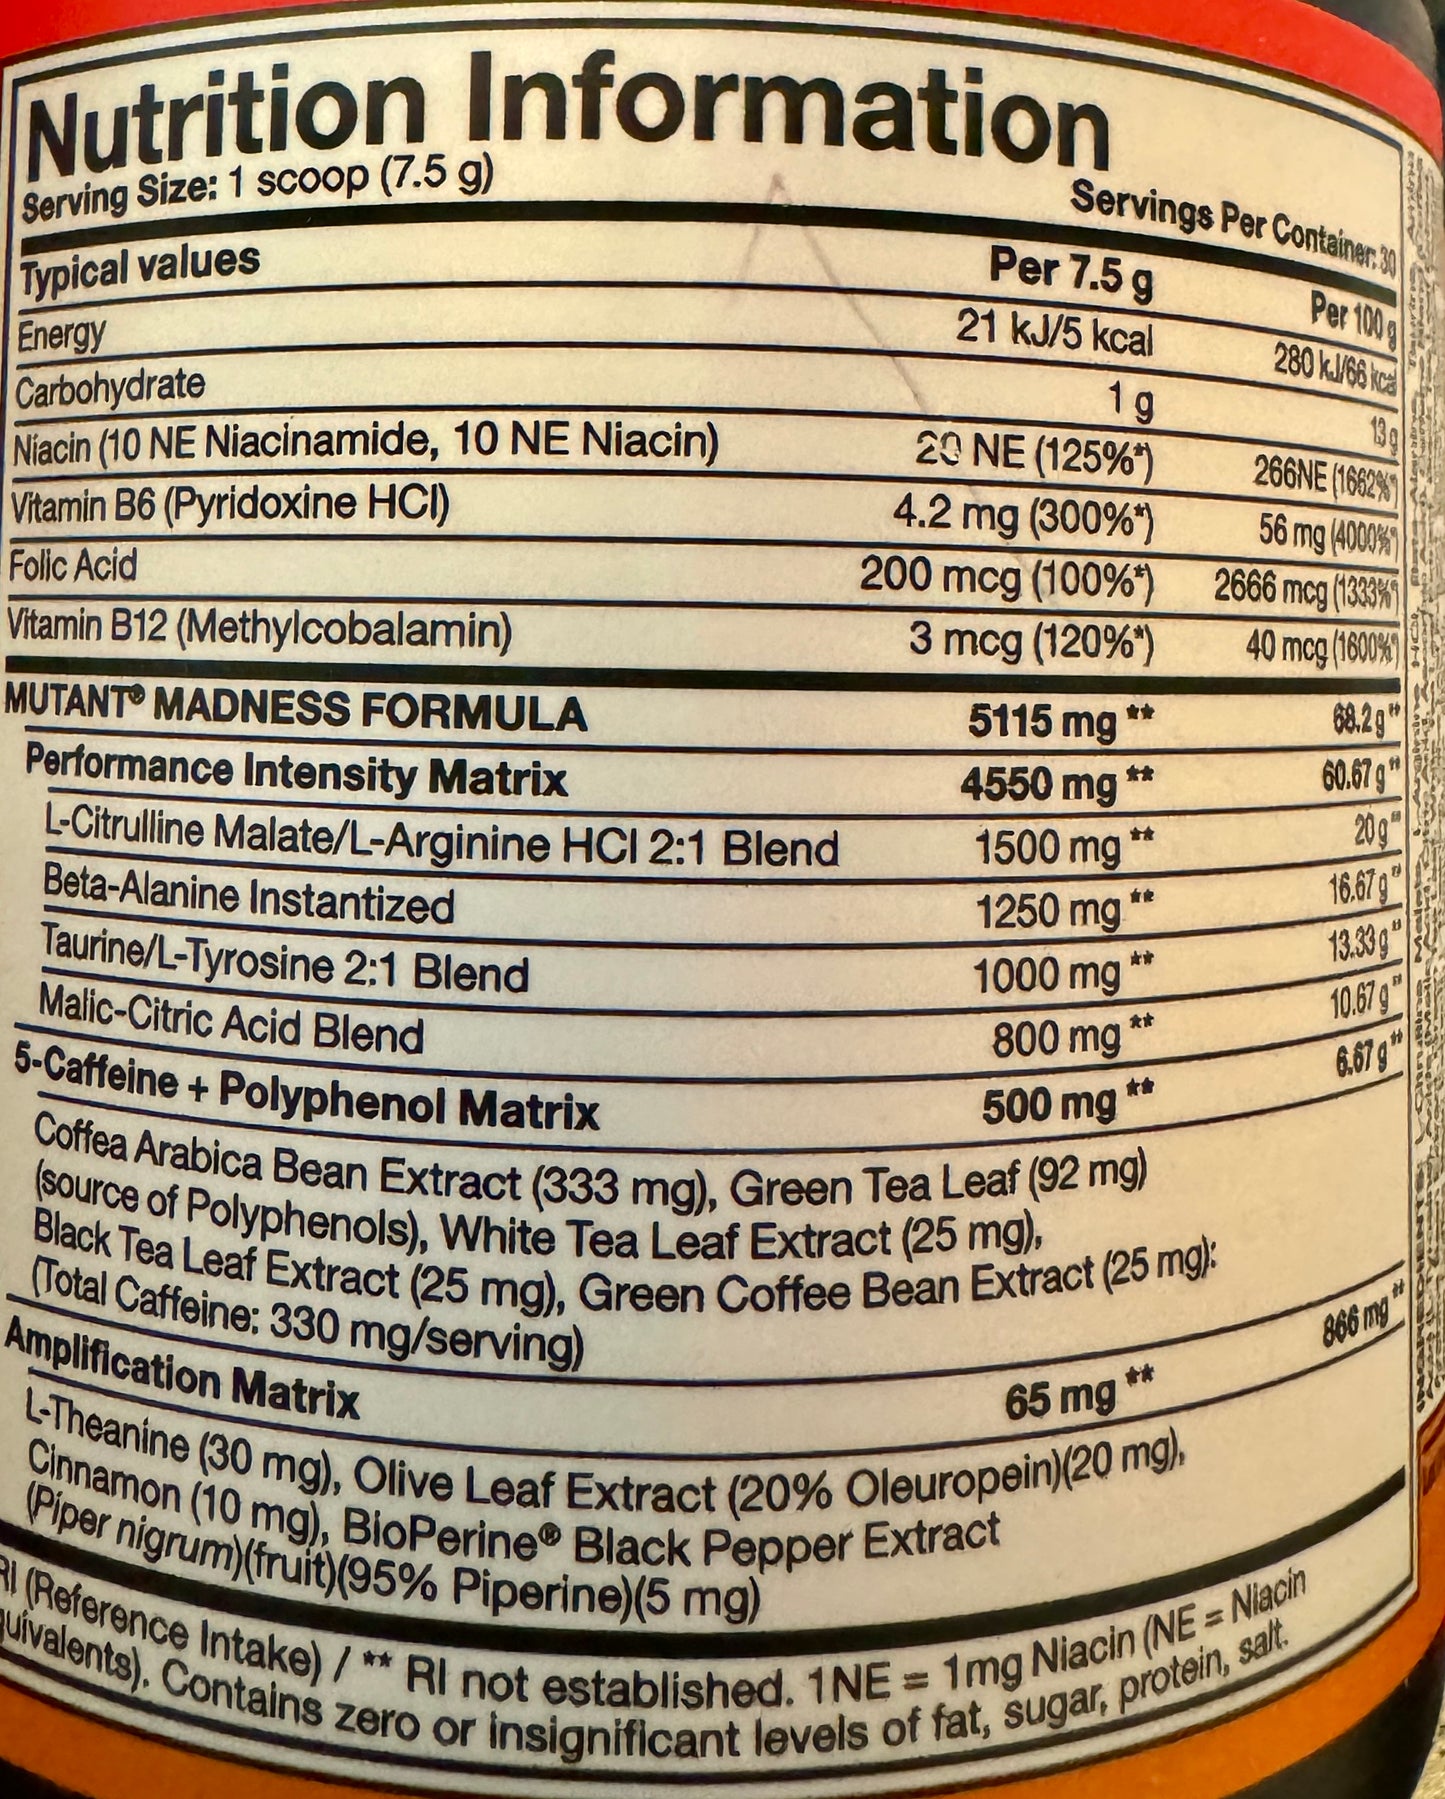 Nutrition Information
Serving Size: 1 scoop (7.5 g) Servings Per Container: 30
Typical values Per 7.5 g Per 100 g
Energy 21 kJ/5 kcal 280 kJ/66 kcal
Carbohydrate 1 g 13 g
Niacin (10 NE Niacinamide, 10 NE Niacin) 20 NE (125%*) 266NE (1662%*)
Vitamin B6 (Pyridoxine HCl) 4.2 mg (300%*) 56 mg (4000%*)
Folic Acid 200 mcg (100%*) 2666 mcg (1333%*)
Vitamin B12 (Methylcobalamin) 3 mcg (120%*) 40 mcg (1600%*)
MUTANT® MADNESS FORMULA 5115 mg ** 68.2 g**
Performance Intensity Matrix 4550 mg ** 60.67 g**
L-Citrulline Malate/L-Arginine HCl 2:1 Blend 1500 mg ** 20 g**
Beta-Alanine Instantized 1250 mg ** 16.67 g**
Taurine/L-Tyrosine 2:1 Blend 1000 mg ** 13.33 g**
Malic-Citric Acid Blend 800 mg ** 10.67 g**
5-Caffeine + Polyphenol Matrix 500 mg ** 6.67 g**
Coffea Arabica Bean Extract (333 mg), Green Tea Leaf (92 mg)
(source of Polyphenols), White Tea Leaf Extract (25 mg),
Black Tea Leaf Extract (25 mg), Green Coffee Bean Extract (25 mg):
(Total Caffeine: 330 mg/serving)
Amplification Matrix 65 mg ** 866 mg**
L-Theanine (30 mg), Olive Leaf Extract (20% Oleuropein)(20 mg),
Cinnamon (10 mg), BioPerine® Black Pepper Extract
(Piper nigrum)(fruit)(95% Piperine)(5 mg)
RI (Reference Intake) / ** RI not established. 1NE = 1mg Niacin (NE = Niacin
quivalents). Contains zero or insignificant levels of fat, sugar, protein, salt.